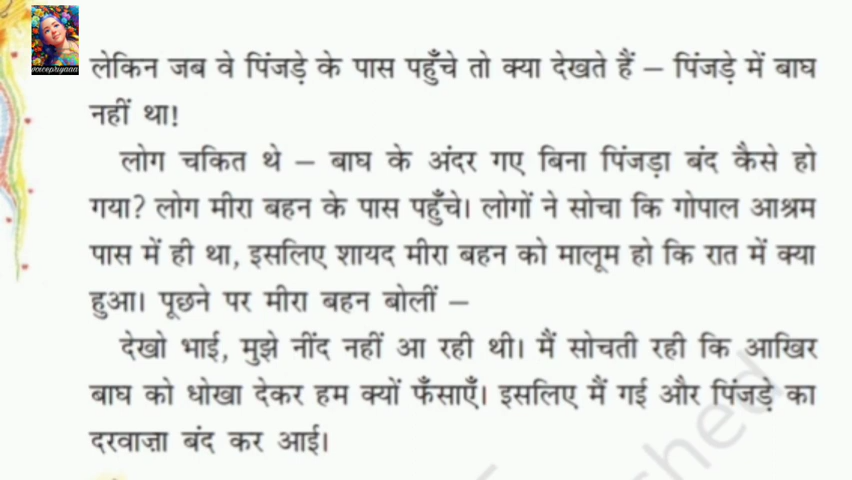 लेकिन जब वे पिंजड़े के पास पहुँचे तो क्या देखते हैं – पिंजड़े में बाघ
नहीं था!
लोग चकित थे – बाघ के अंदर गए बिना पिंजड़ा बंद कैसे हो
गया? लोग मीरा बहन के पास पहुँचे। लोगों ने सोचा कि गोपाल आश्रम
पास में ही था, इसलिए शायद मीरा बहन को मालूम हो कि रात में क्या
हुआ। पूछने पर मीरा बहन बोलीं –
देखो भाई, मुझे नींद नहीं आ रही थी। मैं सोचती रही कि आखिर
बाघ को धोखा देकर हम क्यों फँसाएँ। इसलिए मैं गई और पिंजड़े का
दरवाज़ा बंद कर आई।